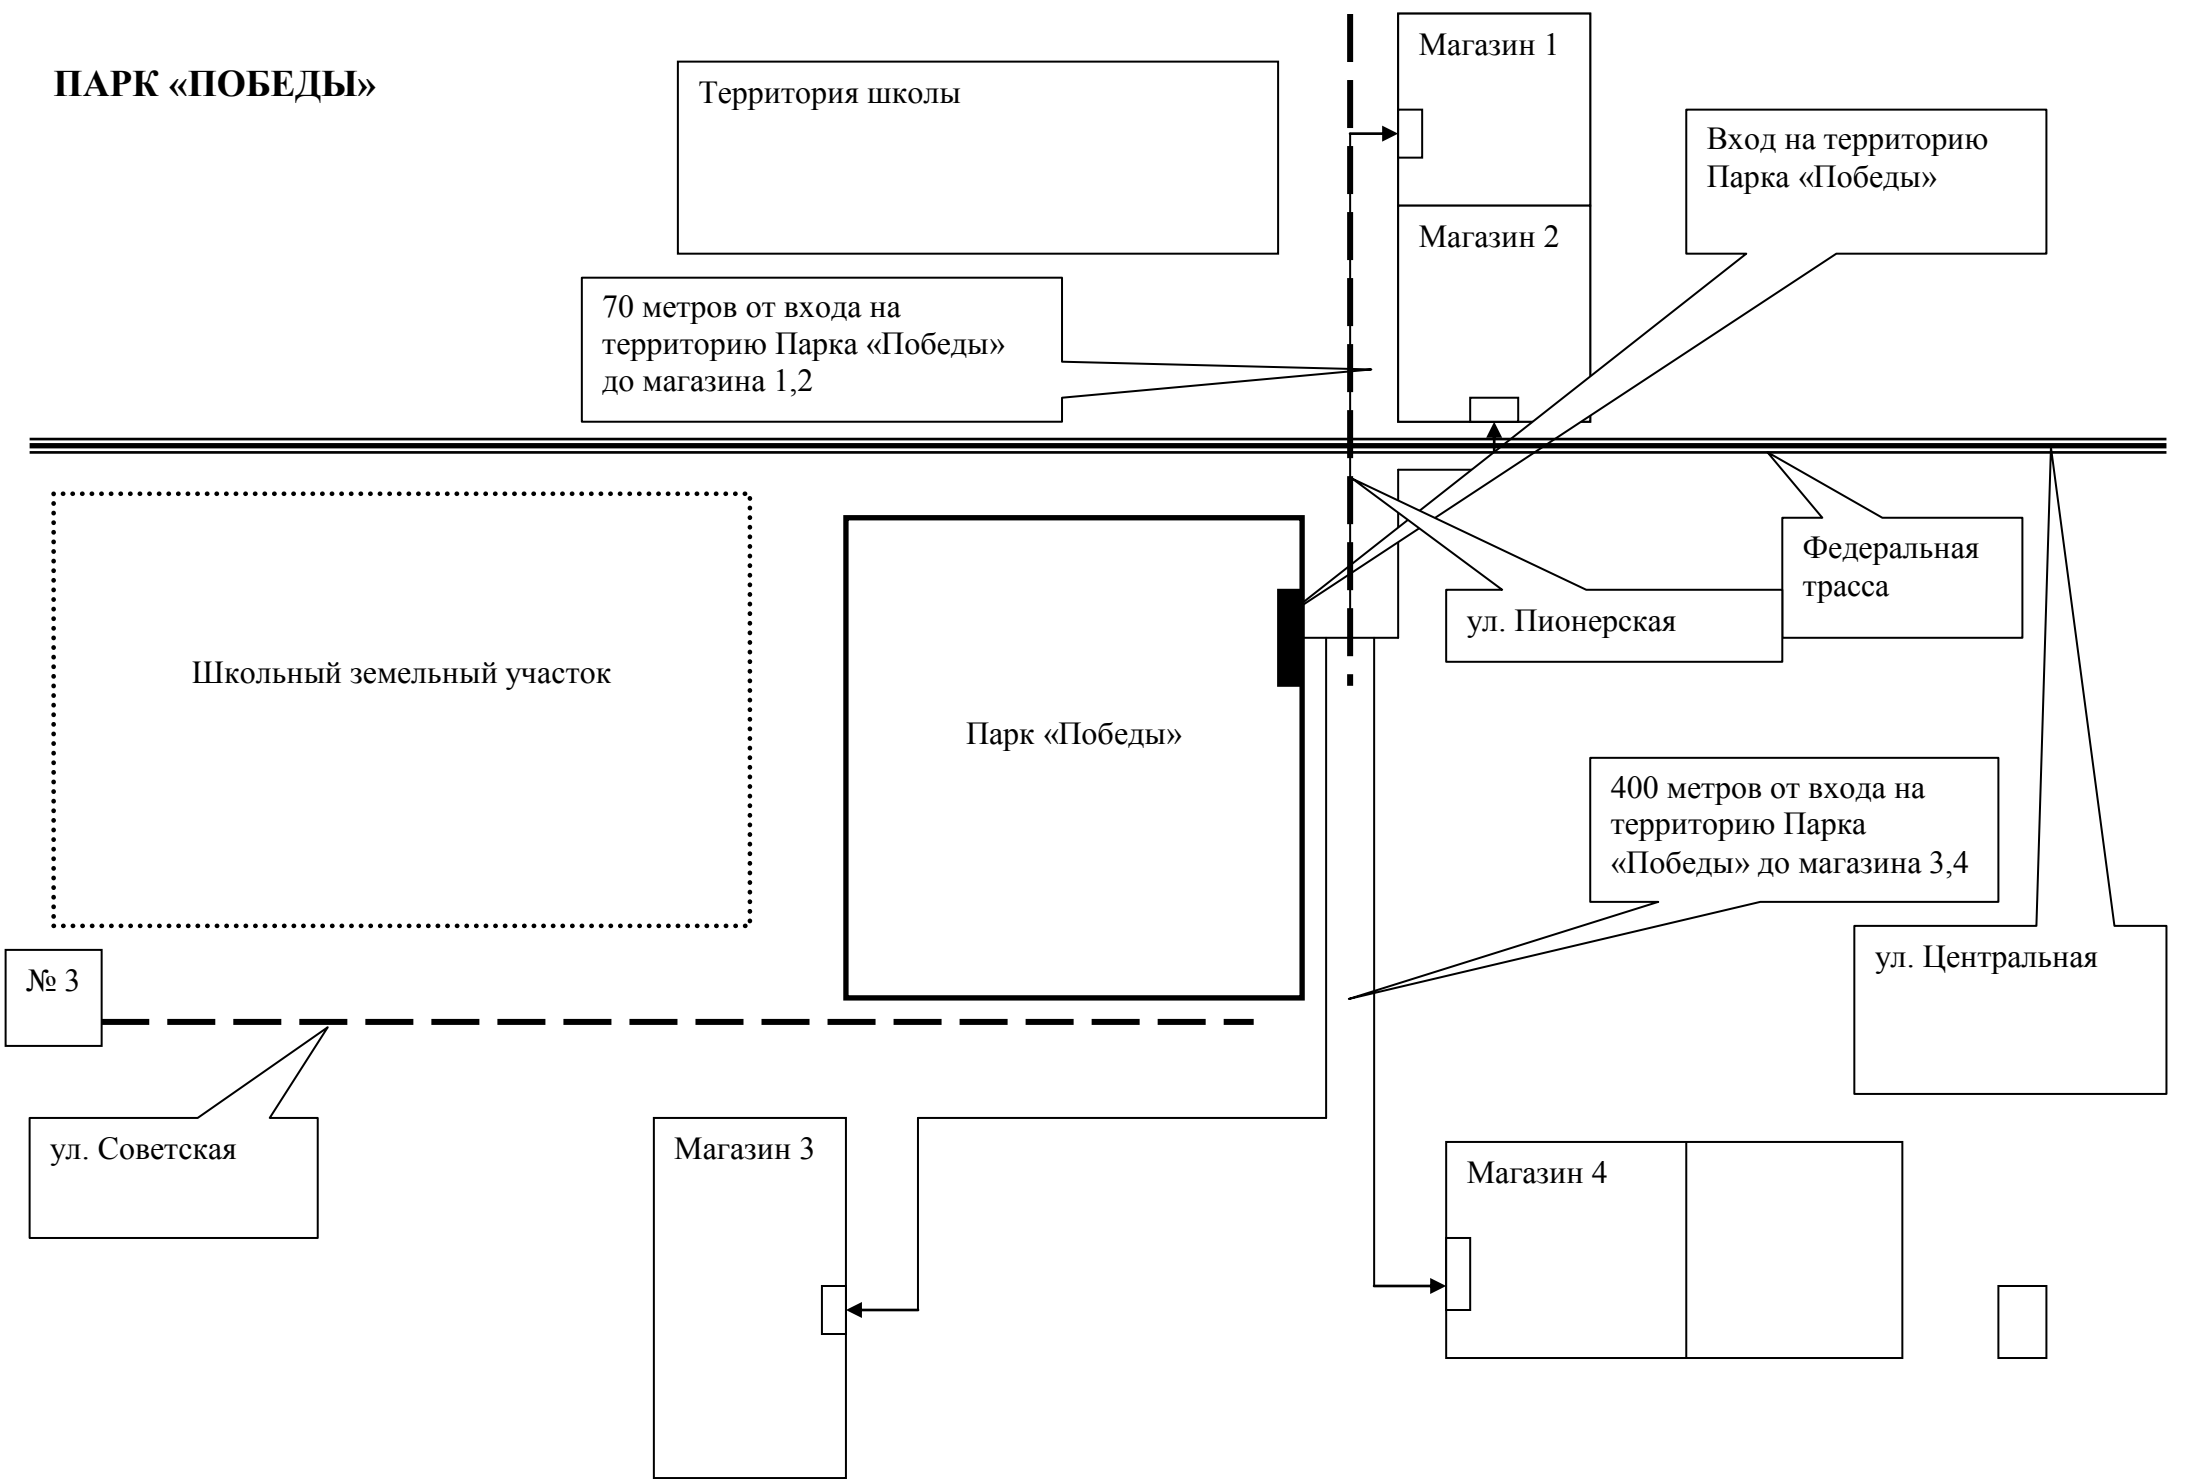 ПАРК «ПОБЕДЫ»
Территория школы
Магазин 1
Вход на территорию
Парка «Победы»
Магазин 2
70 метров от входа на
территорию Парка «Победы»
до магазина 1,2
Федеральная
трасса
ул. Пионерская
Школьный земельный участок
Парк «Победы»
400 метров от входа на
территорию Парка
«Победы» до магазина 3,4
ул. Центральная
№ 3
ул. Советская
Магазин 3
Магазин 4